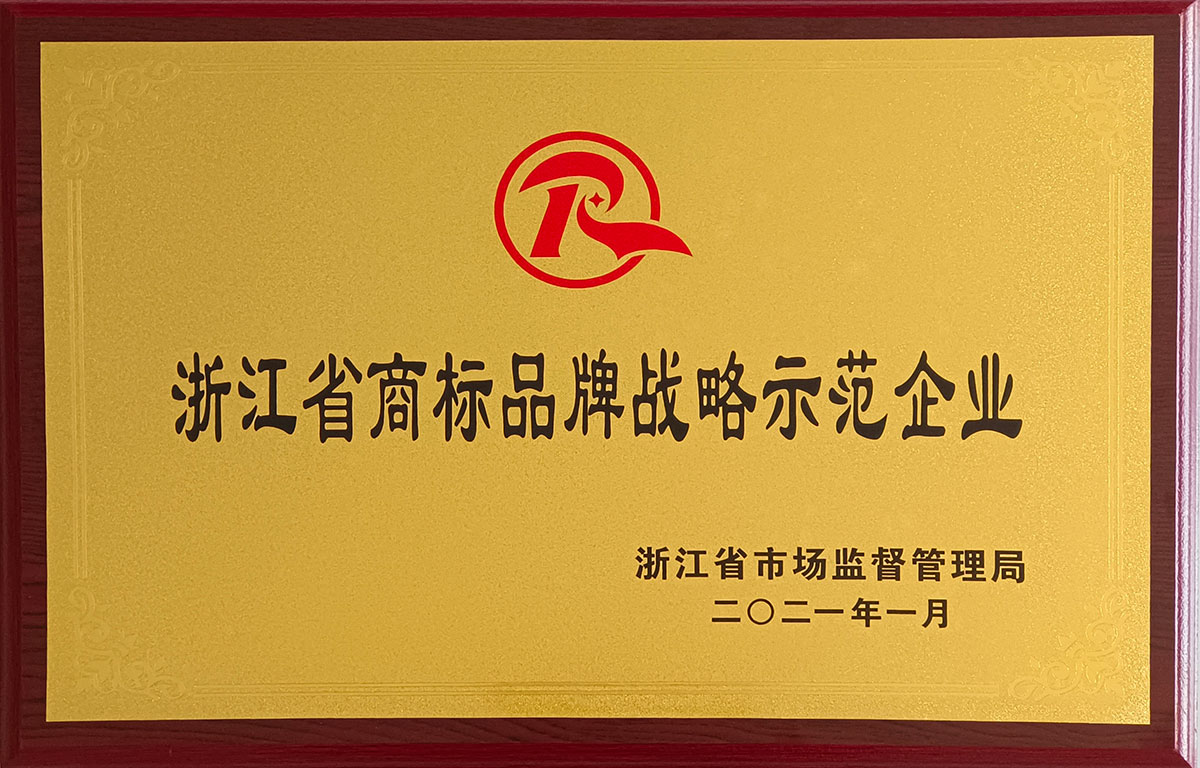 浙江省商标品牌战略示范企业
浙江省市场监督管理局
二〇二一年一月